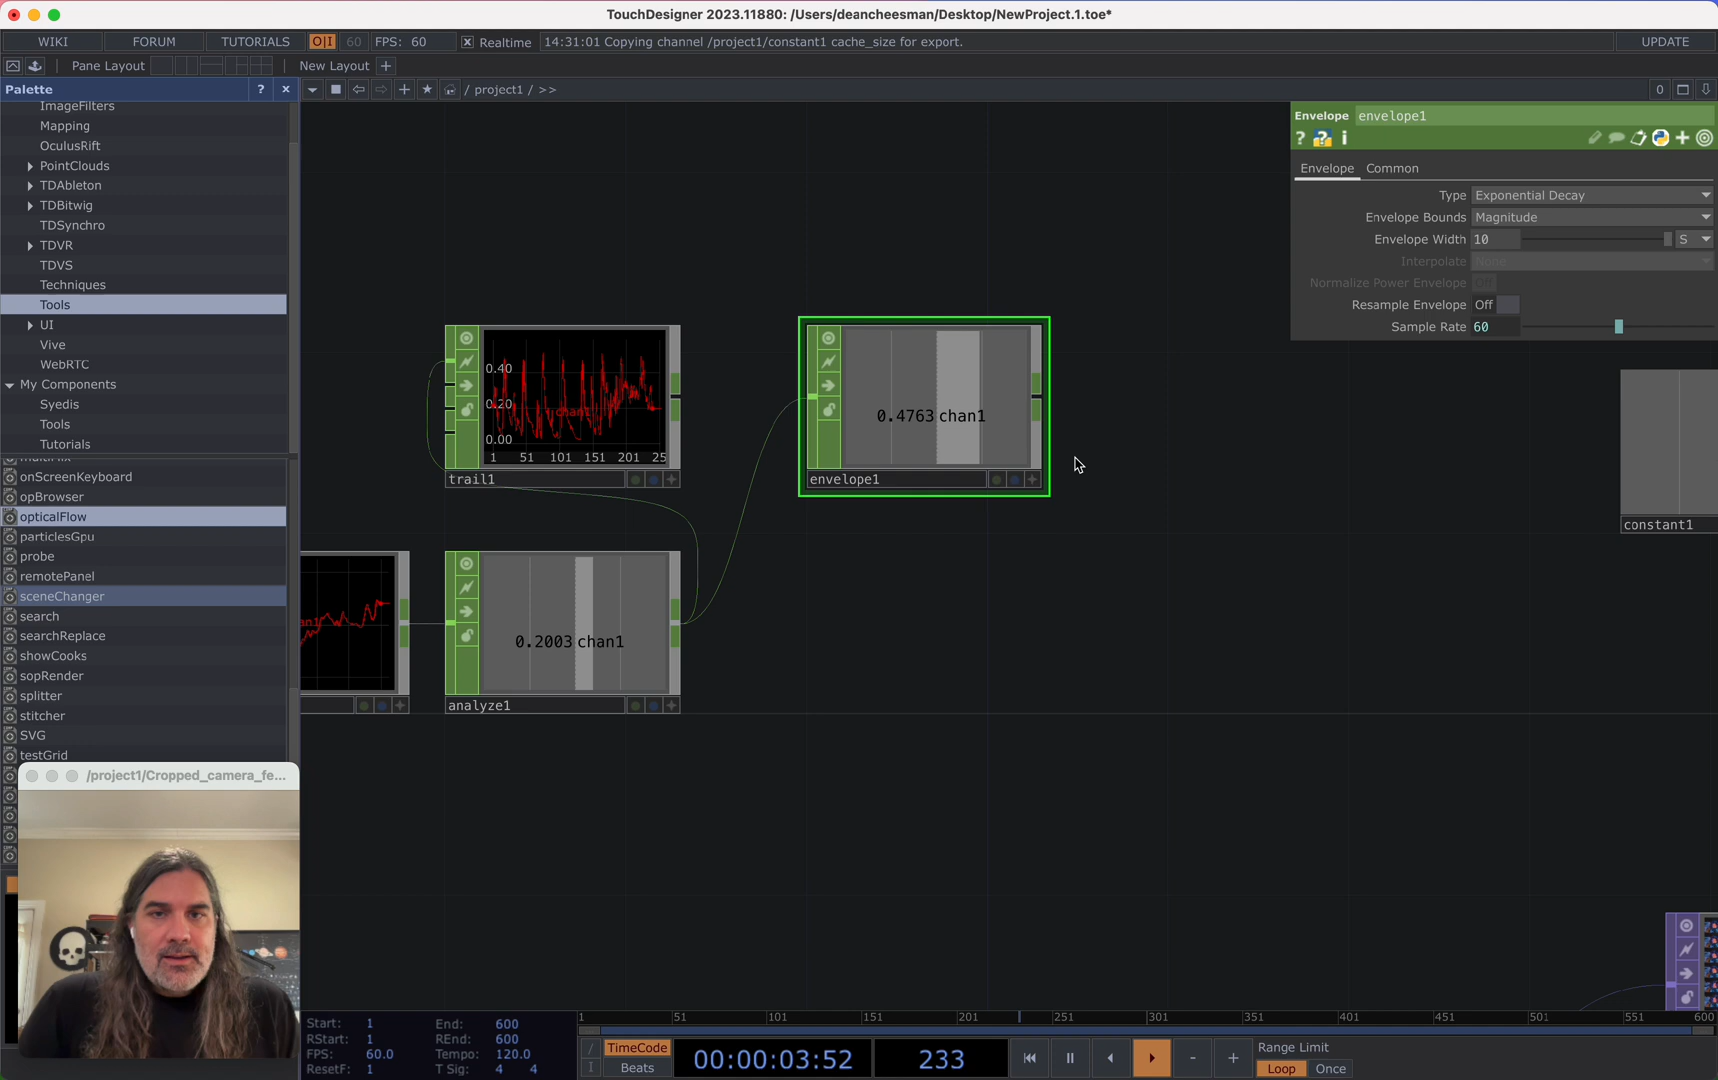 TouchDesigner 2023.11880: /Users/deancheesman/Desktop/NewProject.1.toe*
WIKI FORUM TUTORIALS O|I 60 FPS: 60 Realtime 14:31:01 Copying channel /project1/constant1 cache_size for export. UPDATE
Pane Layout New Layout +
Palette ? ×
/ project1 / >> 0
ImageFilters
Mapping
OculusRift
PointClouds
TDAbleton
TDBitwig
TDSynchro
TDVR
TDVS
Techniques
Tools
UI
Vive
WebRTC
My Components
Syedis
Tools
Tutorials
onScreenKeyboard
opBrowser
opticalFlow
particlesGpu
probe
remotePanel
sceneChanger
search
searchReplace
showCooks
sopRender
splitter
stitcher
SVG
testGrid
/project1/Cropped_camera_fe...
0.40
0.20
0.00
chan1
1 51 101 151 201 25
trail1
0.4763 chan1
envelope1
0.2003 chan1
analyze1
constant1
Envelope envelope1
? ? i
Envelope Common
Type Exponential Decay
Envelope Bounds Magnitude
Envelope Width 10 S
Interpolate None
Normalize Power Envelope Off
Resample Envelope Off
Sample Rate 60
Start: 1 End: 600
RStart: 1 REnd: 600
FPS: 60.0 Tempo: 120.0
ResetF: 1 T Sig: 4 4
1 51 101 151 201 251 301 351 401 451 501 551 600
TimeCode
Beats
00:00:03:52 233
- +
Range Limit
Loop Once